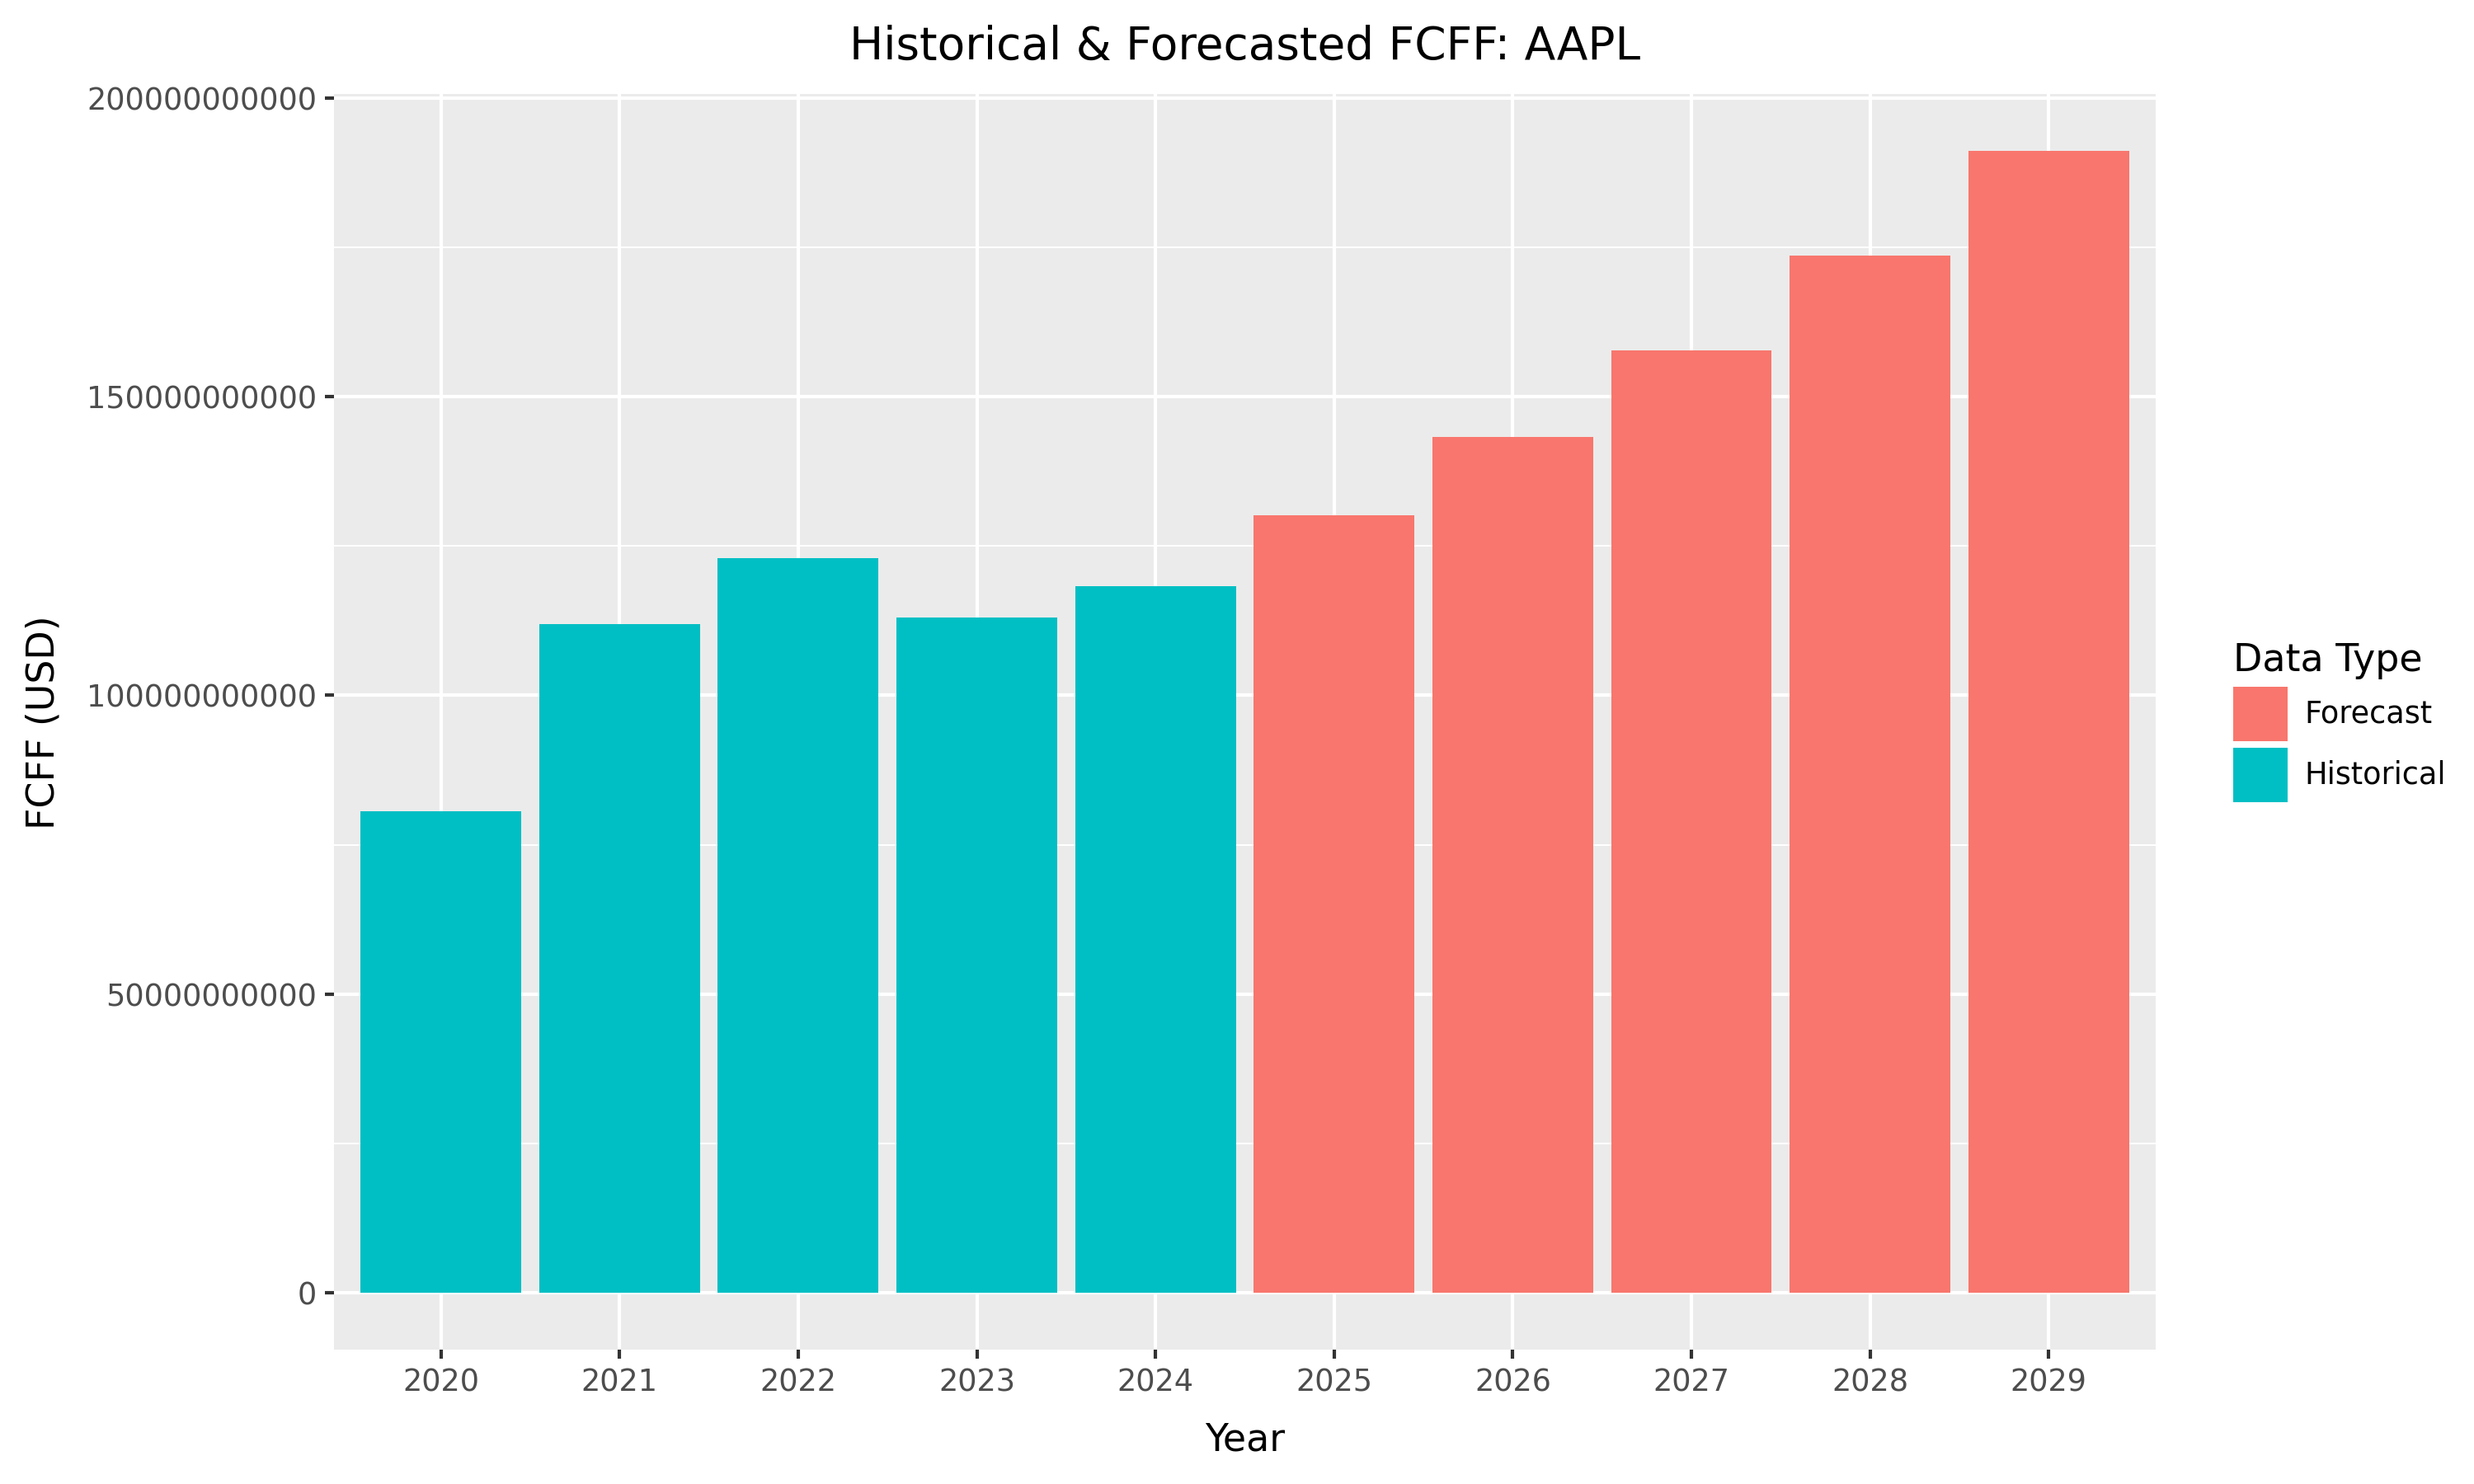 Historical & Forecasted FCFF: AAPL
200000000000
150000000000
100000000000
50000000000
0
FCFF (USD)
2020 2021 2022 2023 2024 2025 2026 2027 2028 2029
Year
Data Type
Forecast
Historical